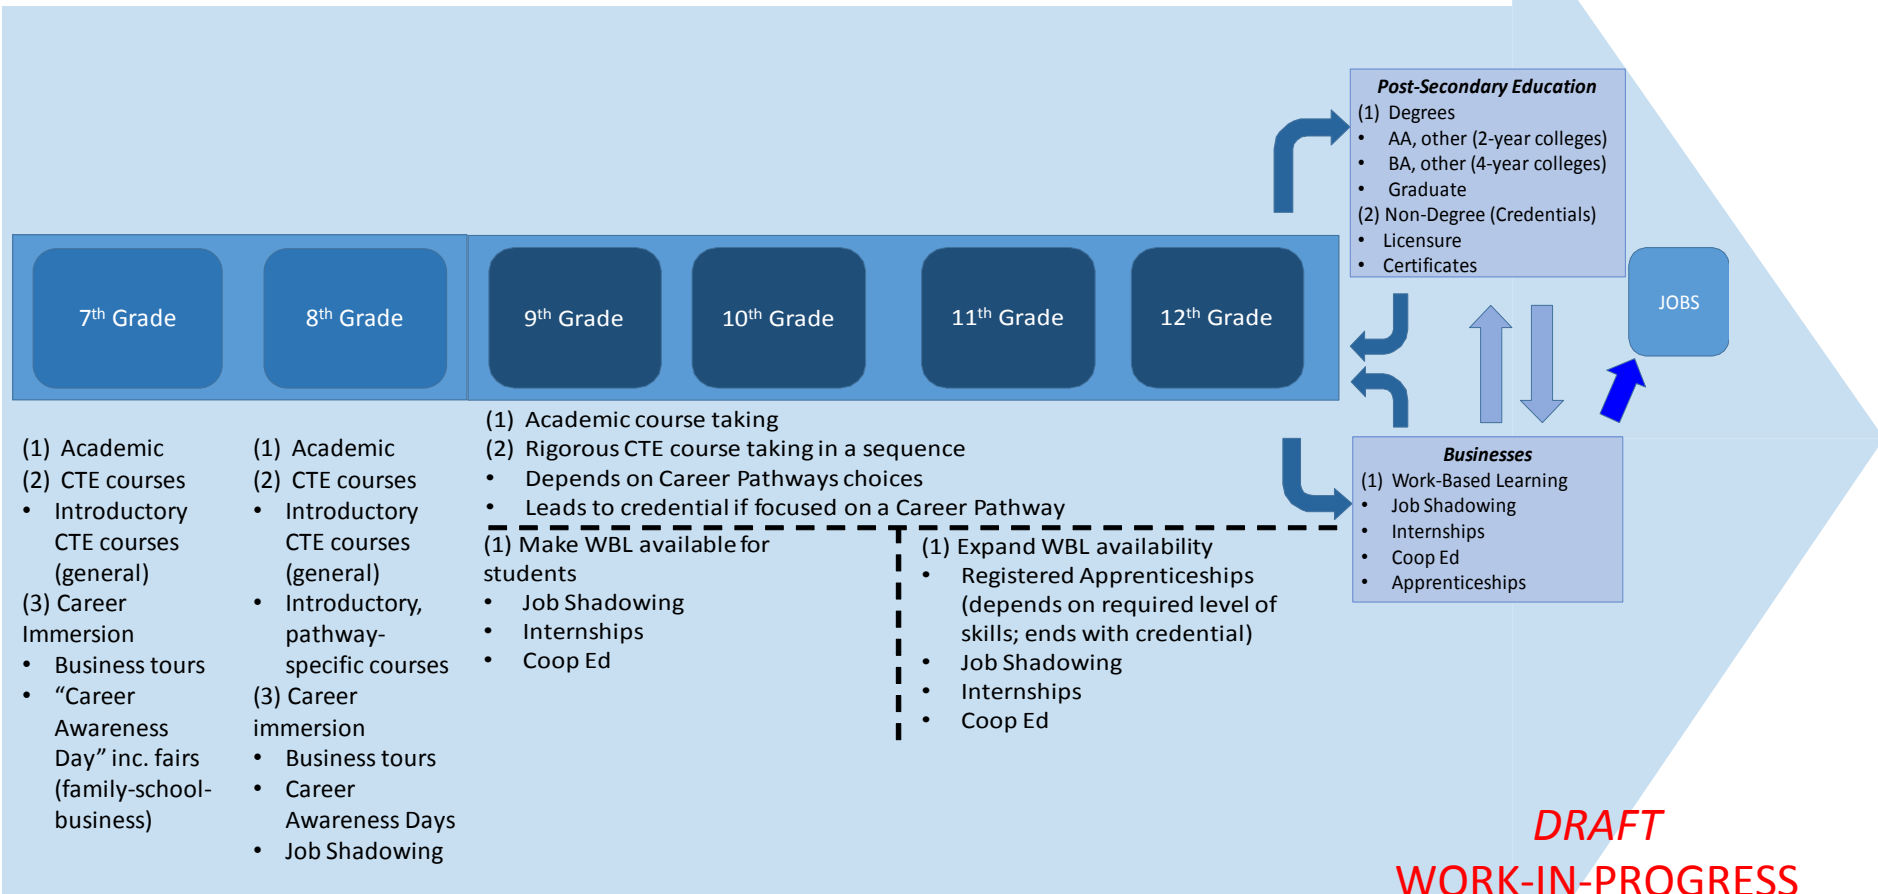 Post-Secondary Education
(1) Degrees
• AA, other (2-year colleges)
• BA, other (4-year colleges)
• Graduate
(2) Non-Degree (Credentials)
• Licensure
• Certificates
7th Grade
8th Grade
9th Grade
10th Grade
11th Grade
12th Grade
JOBS
(1) Academic
(2) CTE courses
• Introductory
CTE courses
(general)
(3) Career
Immersion
• Business tours
• “Career
Awareness
Day” inc. fairs
(family-school-
business)
(1) Academic
(2) CTE courses
• Introductory
CTE courses
(general)
• Introductory,
pathway-
specific courses
(3) Career
immersion
• Business tours
• Career
Awareness Days
• Job Shadowing
(1) Academic course taking
(2) Rigorous CTE course taking in a sequence
• Depends on Career Pathways choices
• Leads to credential if focused on a Career Pathway
(1) Make WBL available for
students
• Job Shadowing
• Internships
• Coop Ed
(1) Expand WBL availability
• Registered Apprenticeships
(depends on required level of
skills; ends with credential)
• Job Shadowing
• Internships
• Coop Ed
Businesses
(1) Work-Based Learning
• Job Shadowing
• Internships
• Coop Ed
• Apprenticeships
DRAFT
WORK-IN-PROGRESS